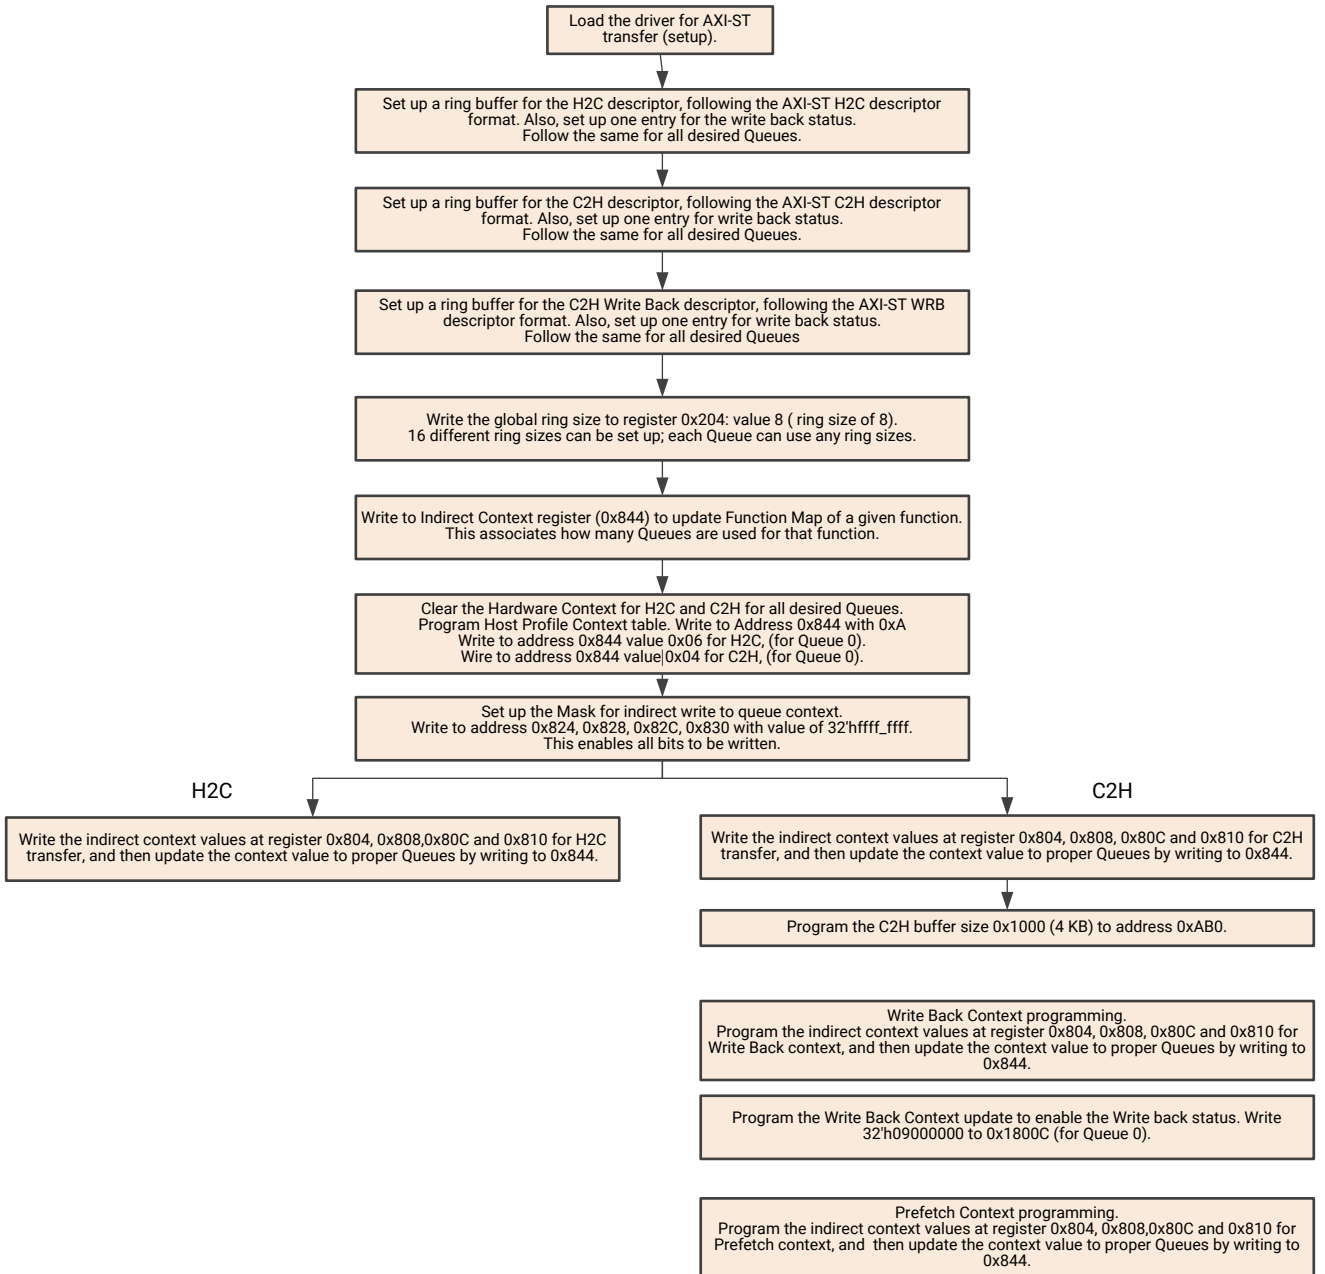 Load the driver for AXI-ST
transfer (setup).
Set up a ring buffer for the H2C descriptor, following the AXI-ST H2C descriptor
format. Also, set up one entry for the write back status.
Follow the same for all desired Queues.
Set up a ring buffer for the C2H descriptor, following the AXI-ST C2H descriptor
format. Also, set up one entry for write back status.
Follow the same for all desired Queues.
Set up a ring buffer for the C2H Write Back descriptor, following the AXI-ST WRB
descriptor format. Also, set up one entry for write back status.
Follow the same for all desired Queues
Write the global ring size to register 0x204: value 8 ( ring size of 8).
16 different ring sizes can be set up; each Queue can use any ring sizes.
Write to Indirect Context register (0x844) to update Function Map of a given function.
This associates how many Queues are used for that function.
Clear the Hardware Context for H2C and C2H for all desired Queues.
Program Host Profile Context table. Write to Address 0x844 with 0xA
Write to address 0x844 value 0x06 for H2C, (for Queue 0).
Wire to address 0x844 value 0x04 for C2H, (for Queue 0).
Set up the Mask for indirect write to queue context.
Write to address 0x824, 0x828, 0x82C, 0x830 with value of 32'hffff_ffff.
This enables all bits to be written.
H2C
Write the indirect context values at register 0x804, 0x808,0x80C and 0x810 for H2C
transfer, and then update the context value to proper Queues by writing to 0x844.
C2H
Write the indirect context values at register 0x804, 0x808, 0x80C and 0x810 for C2H
transfer, and then update the context value to proper Queues by writing to 0x844.
Program the C2H buffer size 0x1000 (4 KB) to address 0xAB0.
Write Back Context programming.
Program the indirect context values at register 0x804, 0x808, 0x80C and 0x810 for
Write Back context, and then update the context value to proper Queues by writing to
0x844.
Program the Write Back Context update to enable the Write back status. Write
32'h09000000 to 0x1800C (for Queue 0).
Prefetch Context programming.
Program the indirect context values at register 0x804, 0x808,0x80C and 0x810 for
Prefetch context, and then update the context value to proper Queues by writing to
0x844.